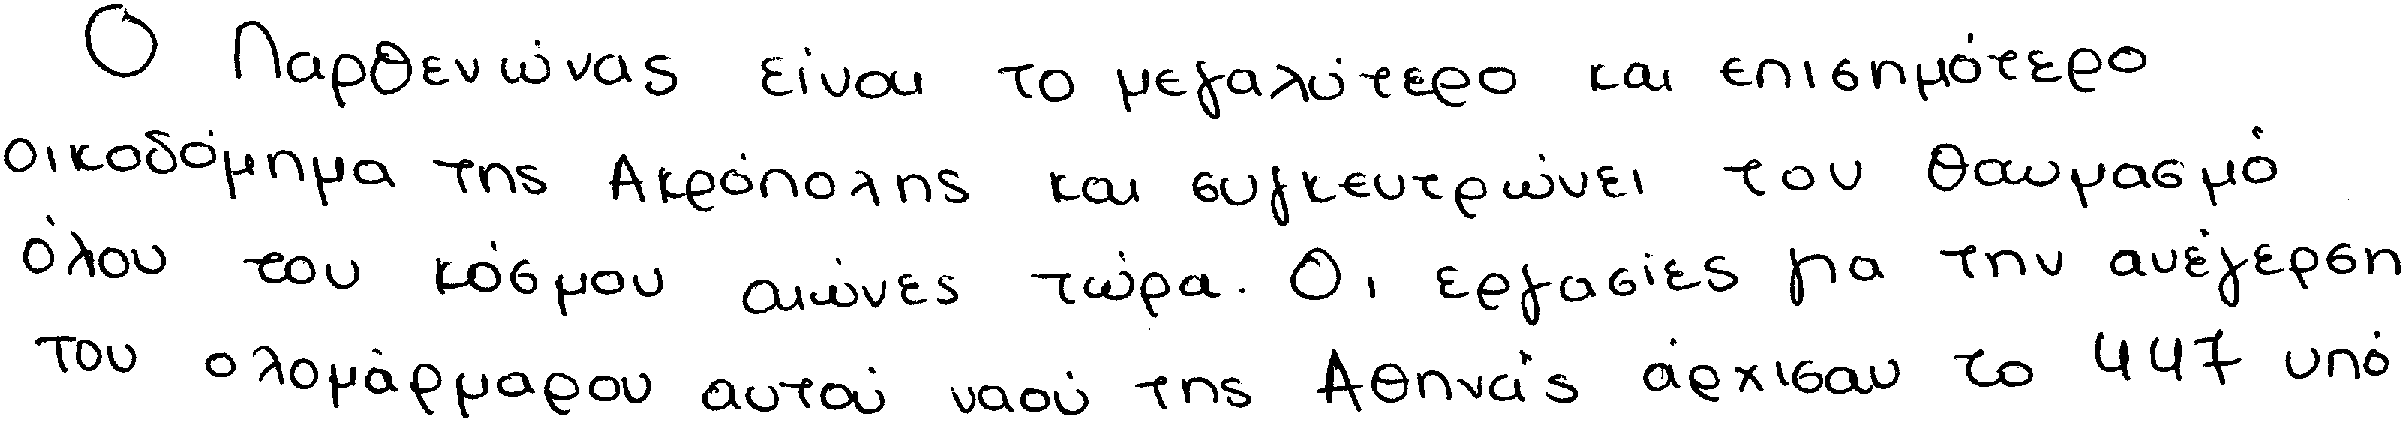 Ο Παρθενώνας είναι το μεγαλύτερο και επισημότερο
οικοδόμημα της Ακρόπολης και συγκεντρώνει τον θαυμασμό
όλου του κόσμου αιώνες τώρα. Οι εργασίες για την ανέγερση
του ολομάρμαρου αυτού ναού της Αθηνάς άρχισαν το 447 υπό